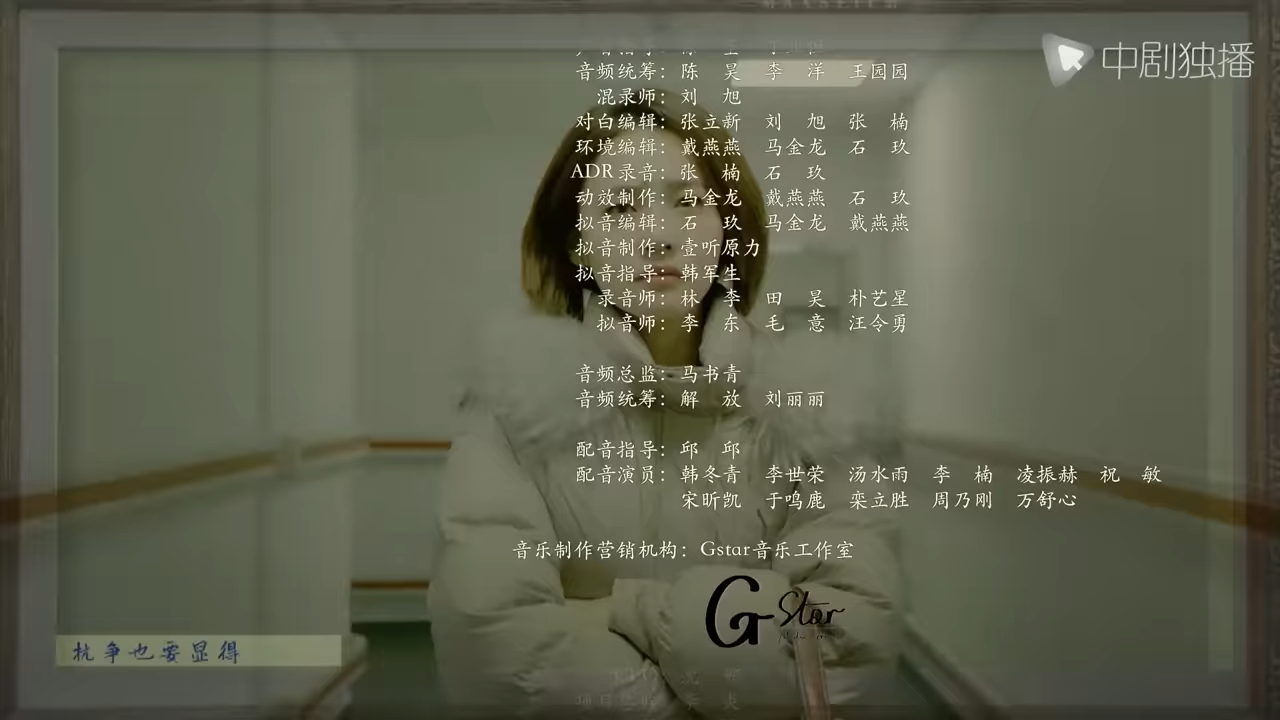 中剧独播
音频统筹：陈　昊　李　洋　王园园
混录师：刘　旭
对白编辑：张立新　刘　旭　张　楠
环境编辑：戴燕燕　马金龙　石　玖
ADR录音：张　楠　石　玖
动效制作：马金龙　戴燕燕　石　玖
拟音编辑：石　玖　马金龙　戴燕燕
拟音制作：壹听原力
拟音指导：韩军生
录音师：林　李　田　昊　朴艺星
拟音师：李　东　毛　意　汪令勇
音频总监：马书青
音频统筹：解　放　刘丽丽
配音指导：邱　邱
配音演员：韩冬青　李世荣　汤水雨　李　楠　凌振赫　祝　敏
宋昕凯　于鸣鹿　栾立胜　周乃刚　万舒心
音乐制作营销机构：Gstar音乐工作室
G Star
抗争也要显得